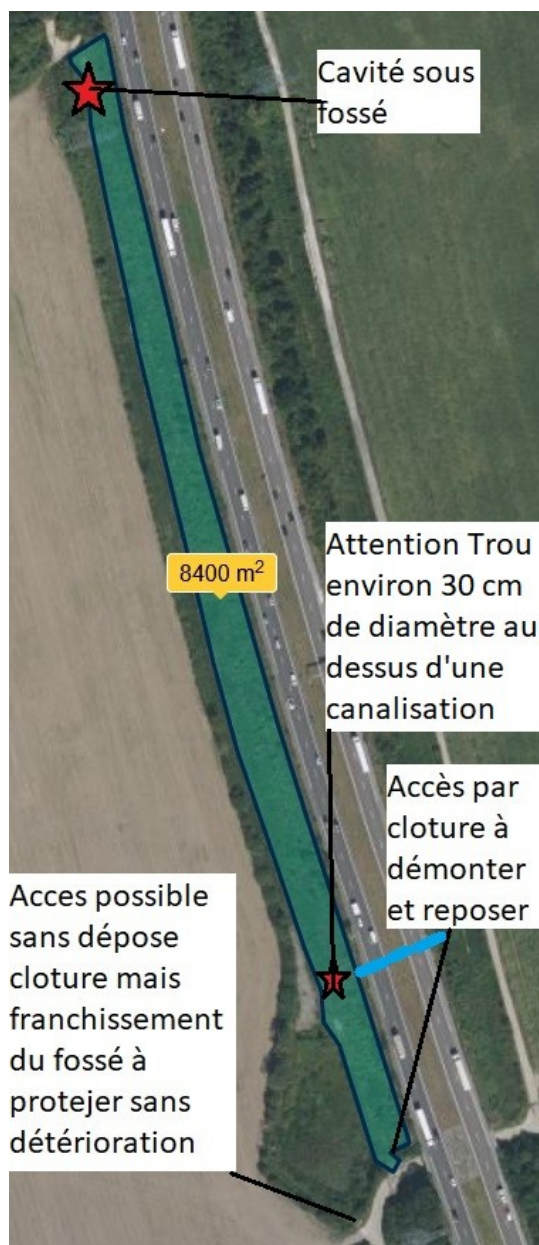 Cavité sous
fossé
8400 m²
Attention Trou
environ 30 cm
de diamètre au
dessus d'une
canalisation
Accès par
cloture à
démonter
et reposer
Acces possible
sans dépose
cloture mais
franchissement
du fossé à
protejer sans
détérioration